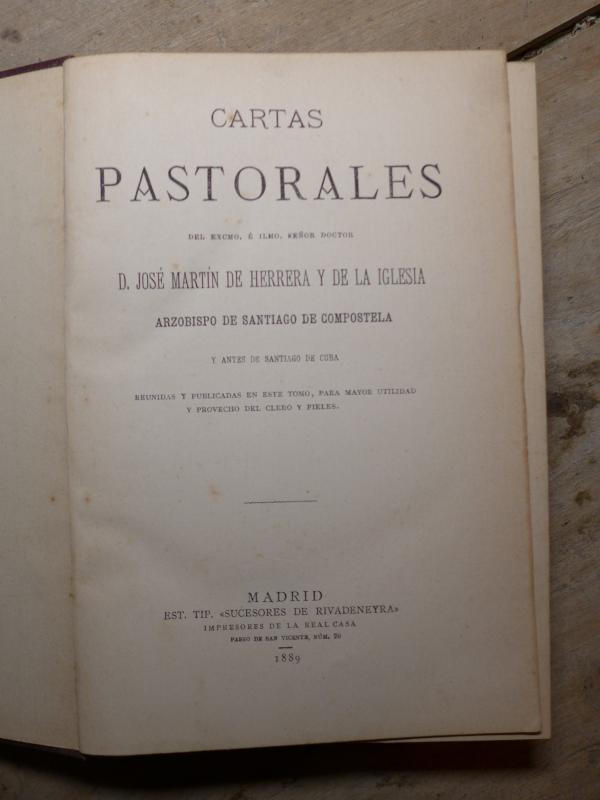 CARTAS
PASTORALES
DEL EXCMO. É ILMO. SEÑOR DOCTOR
D. JOSÉ MARTÍN DE HERRERA Y DE LA IGLESIA
ARZOBISPO DE SANTIAGO DE COMPOSTELA
Y ANTES DE SANTIAGO DE CUBA
REUNIDAS Y PUBLICADAS EN ESTE TOMO, PARA MAYOR UTILIDAD
Y PROVECHO DEL CLERO Y FIELES.
MADRID
EST. TIP. «SUCESORES DE RIVADENEYRA»
IMPRESORES DE LA REAL CASA
PASEO DE SAN VICENTE, NÚM. 20
1889